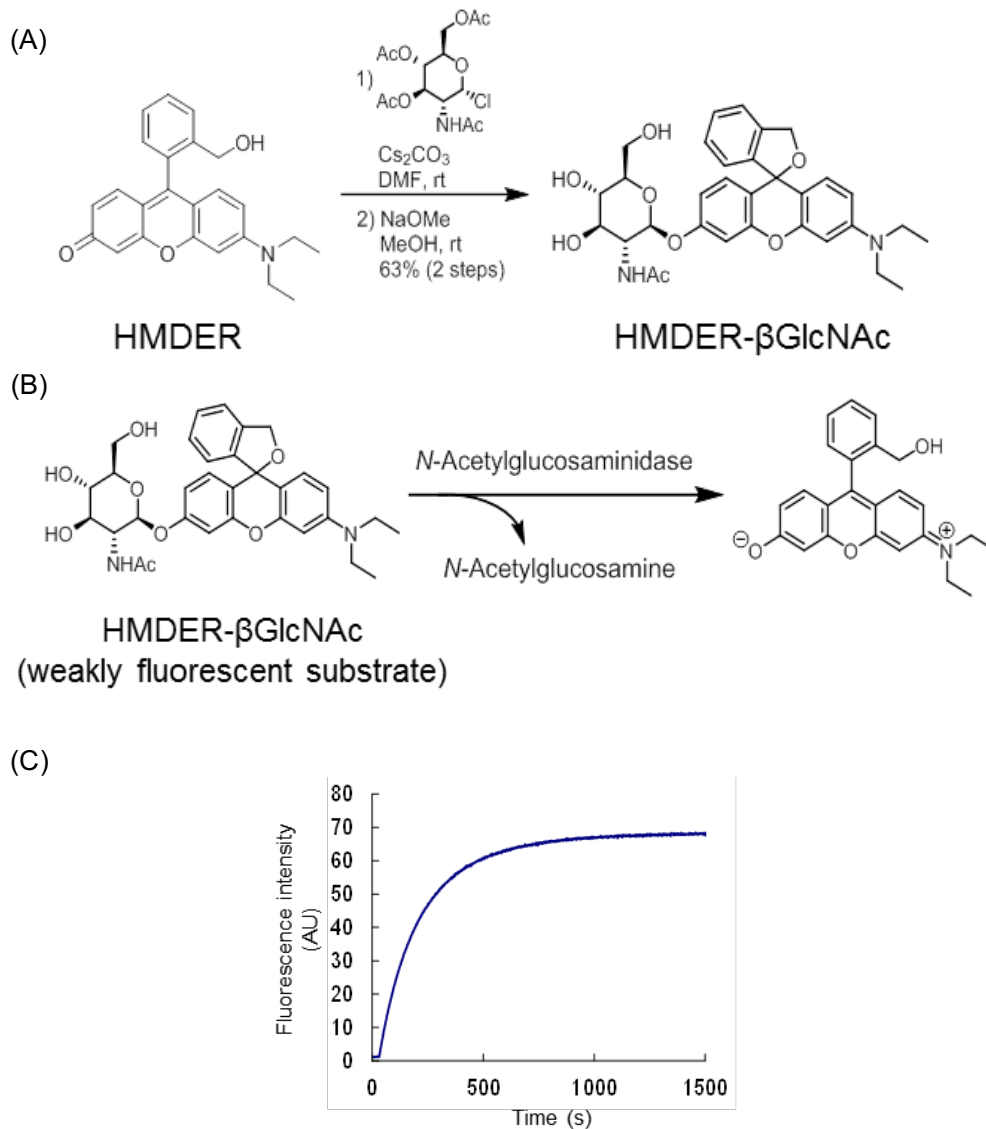 (A)
OAc
AcO
O
1)
AcO
Cl
NHAc
OH
O
O
N
Cs₂CO₃
DMF, rt
2) NaOMe
MeOH, rt
63% (2 steps)
OH
HO
O
HO
O
NHAc
O
O
N
HMDER
HMDER-βGlcNAc
(B)
OH
HO
O
HO
O
NHAc
O
O
N
N-Acetylglucosaminidase
N-Acetylglucosamine
OH
⊖
O
O
⊕
N
HMDER-βGlcNAc
(weakly fluorescent substrate)
(C)
Fluorescence intensity
(AU)
80
70
60
50
40
30
20
10
0
0 500 1000 1500
Time (s)